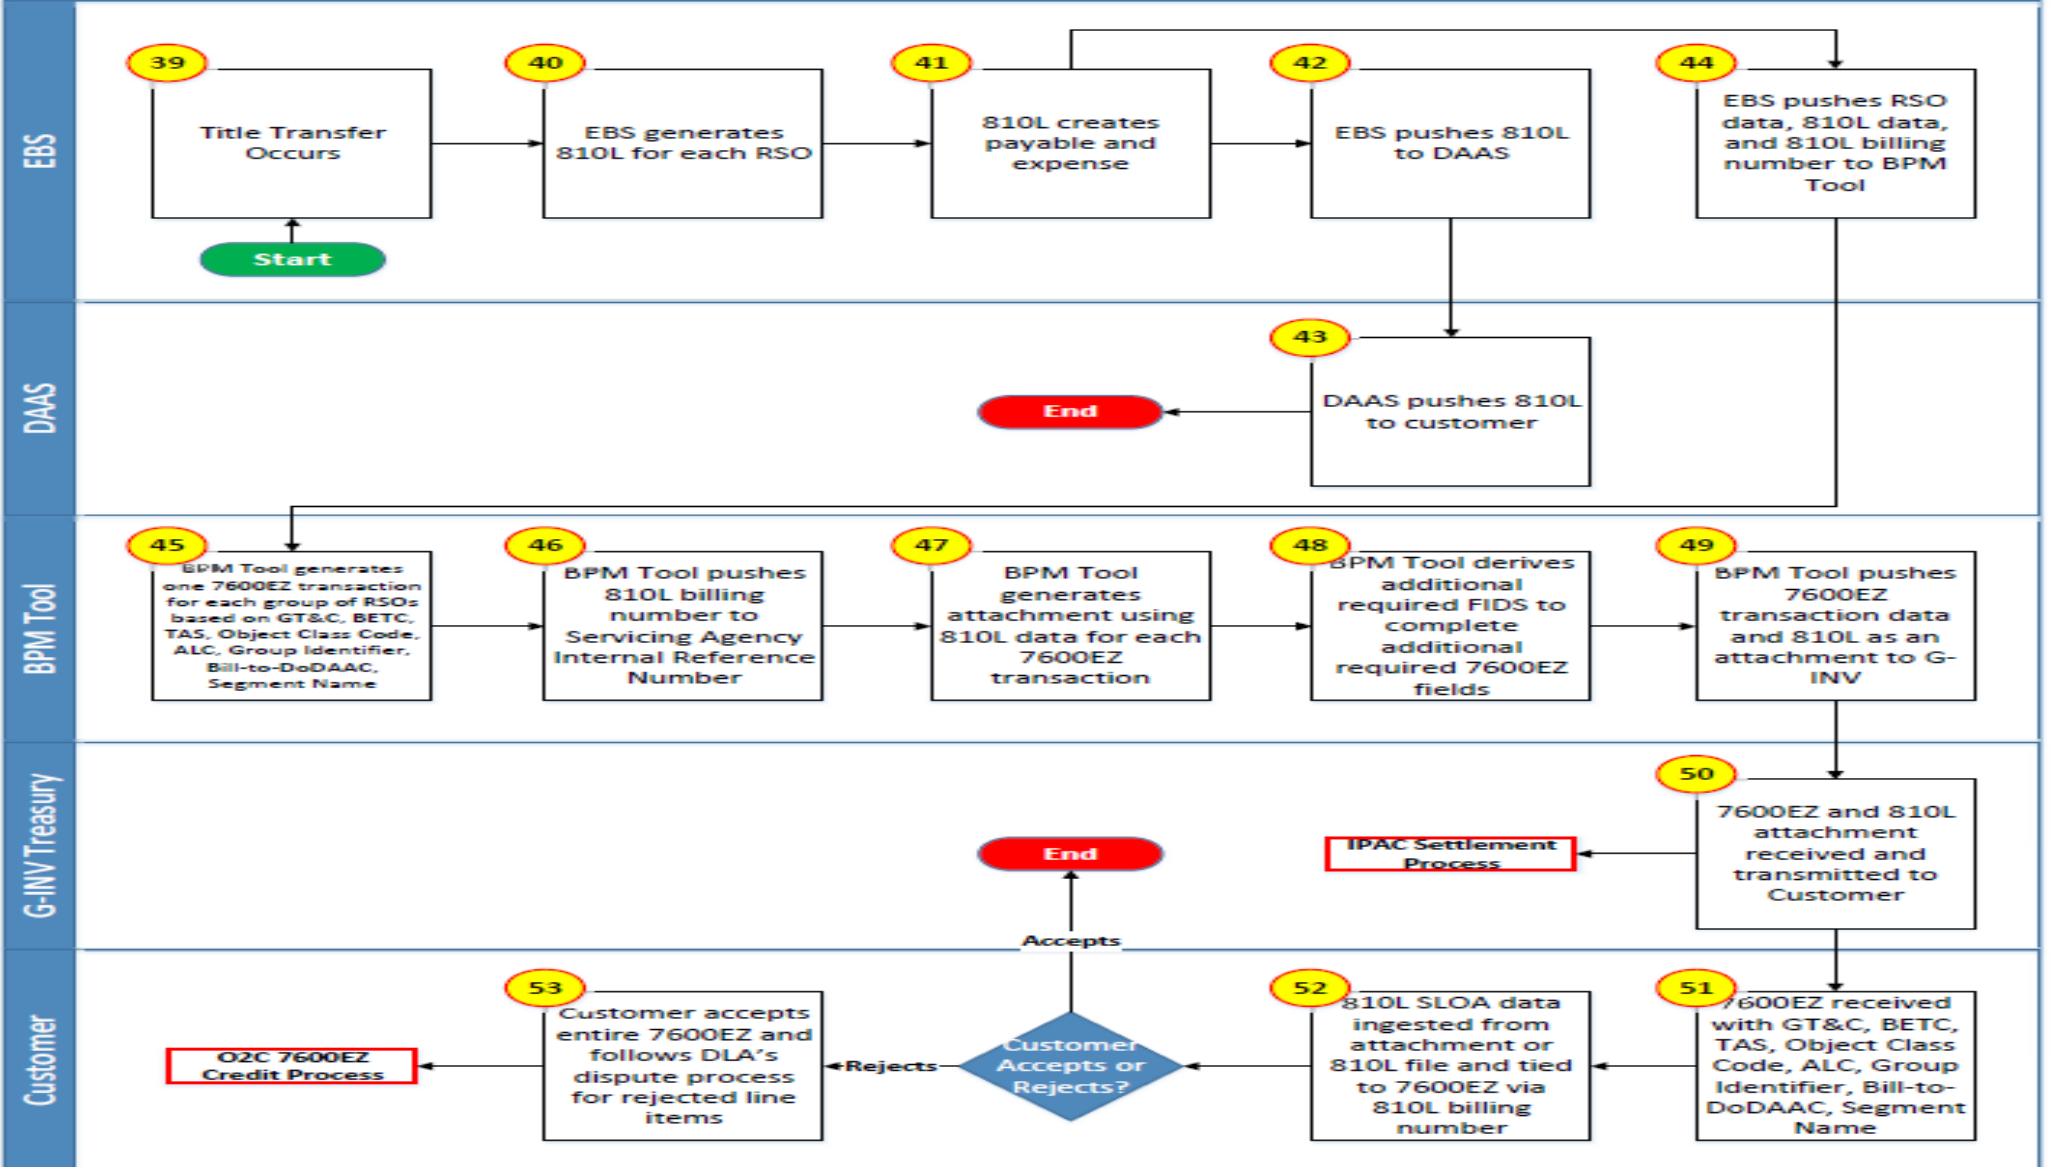 EBS
39
Title Transfer
Occurs
Start
40
EBS generates
810L for each RSO
41
810L creates
payable and
expense
42
EBS pushes 810L
to DAAS
44
EBS pushes RSO
data, 810L data,
and 810L billing
number to BPM
Tool
DAAS
43
DAAS pushes 810L
to customer
End
BPM Tool
45
BPM Tool generates
one 7600EZ transaction
for each group of RSOs
based on GT&C, BETC,
TAS, Object Class Code,
ALC, Group Identifier,
Bill-to-DoDAAC,
Segment Name
46
BPM Tool pushes
810L billing
number to
Servicing Agency
Internal Reference
Number
47
BPM Tool
generates
attachment using
810L data for each
7600EZ
transaction
48
BPM Tool derives
additional
required FIDS to
complete
additional
required 7600EZ
fields
49
BPM Tool pushes
7600EZ
transaction data
and 810L as an
attachment to G-
INV
G-INV Treasury
50
7600EZ and 810L
attachment
received and
transmitted to
Customer
IPAC Settlement
Process
End
Accepts
Customer
51
7600EZ received
with GT&C, BETC,
TAS, Object Class
Code, ALC, Group
Identifier, Bill-to-
DoDAAC, Segment
Name
52
810L SLOA data
ingested from
attachment or
810L file and tied
to 7600EZ via
810L billing
number
Customer
Accepts or
Rejects?
Rejects
53
Customer accepts
entire 7600EZ and
follows DLA's
dispute process
for rejected line
items
O2C 7600EZ
Credit Process